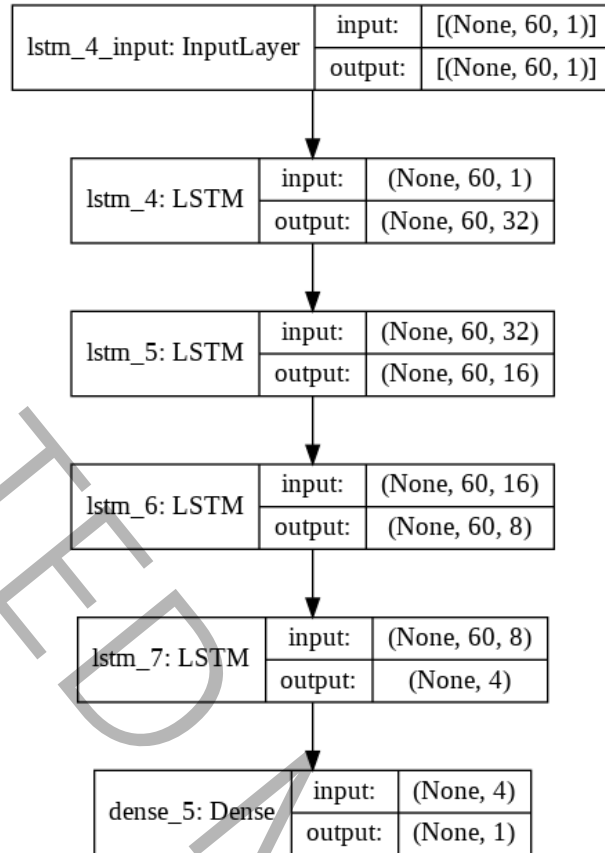 lstm_4_input: InputLayer
input: [(None, 60, 1)]
output: [(None, 60, 1)]
lstm_4: LSTM
input: (None, 60, 1)
output: (None, 60, 32)
lstm_5: LSTM
input: (None, 60, 32)
output: (None, 60, 16)
lstm_6: LSTM
input: (None, 60, 16)
output: (None, 60, 8)
lstm_7: LSTM
input: (None, 60, 8)
output: (None, 4)
dense_5: Dense
input: (None, 4)
output: (None, 1)
TED